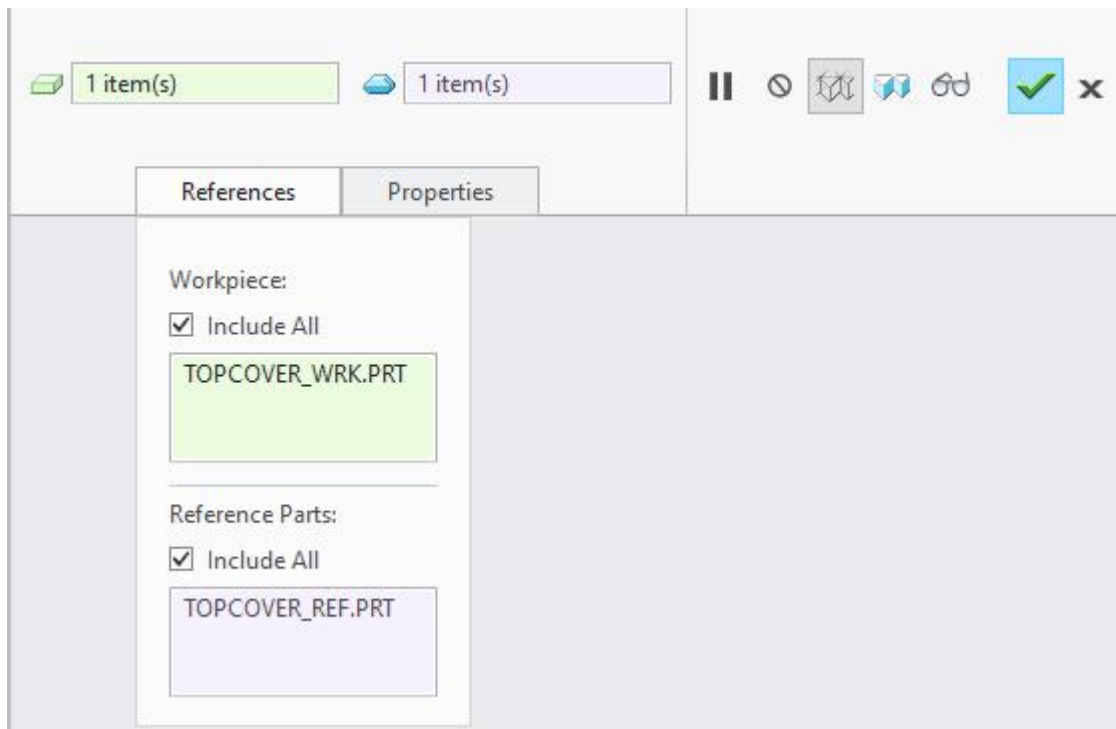 1 item(s)
1 item(s)
References
Properties
Workpiece:
Include All
TOPCOVER_WRK.PRT
Reference Parts:
Include All
TOPCOVER_REF.PRT